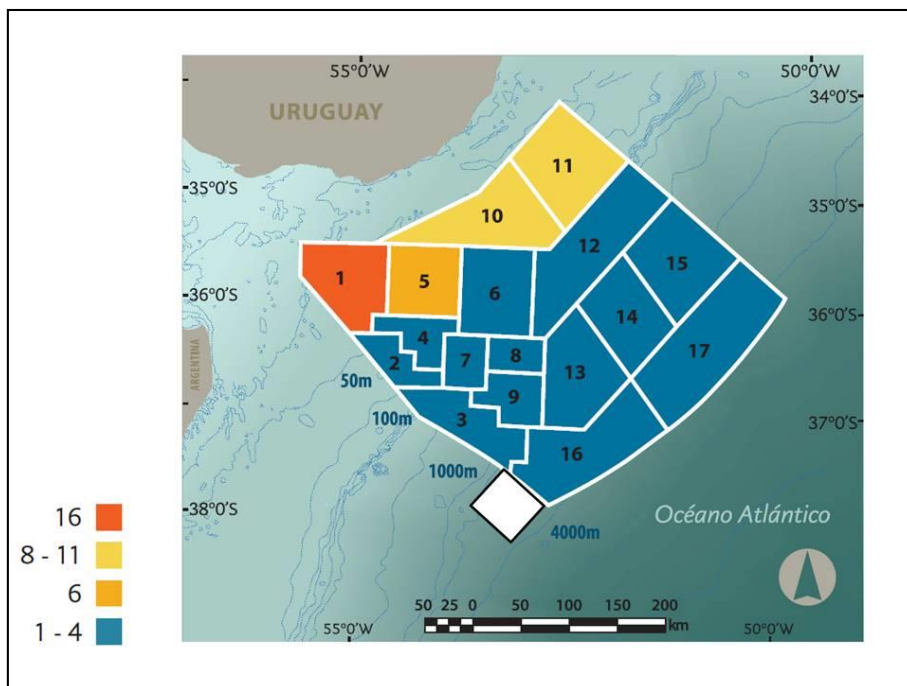 55°0'W
50°0'W
34°0'S
URUGUAY
11
35°0'S
35°0'S
10
12
15
1
5
6
36°0'S
36°0'S
14
4
17
8
2
7
13
ARGENTINA
50m
9
100m
3
37°0'S
16
1000m
38°0'S
Océano Atlántico
4000m
16
8 - 11
6
1 - 4
50 25 0 50 100 150 200
km
55°0'W
50°0'W